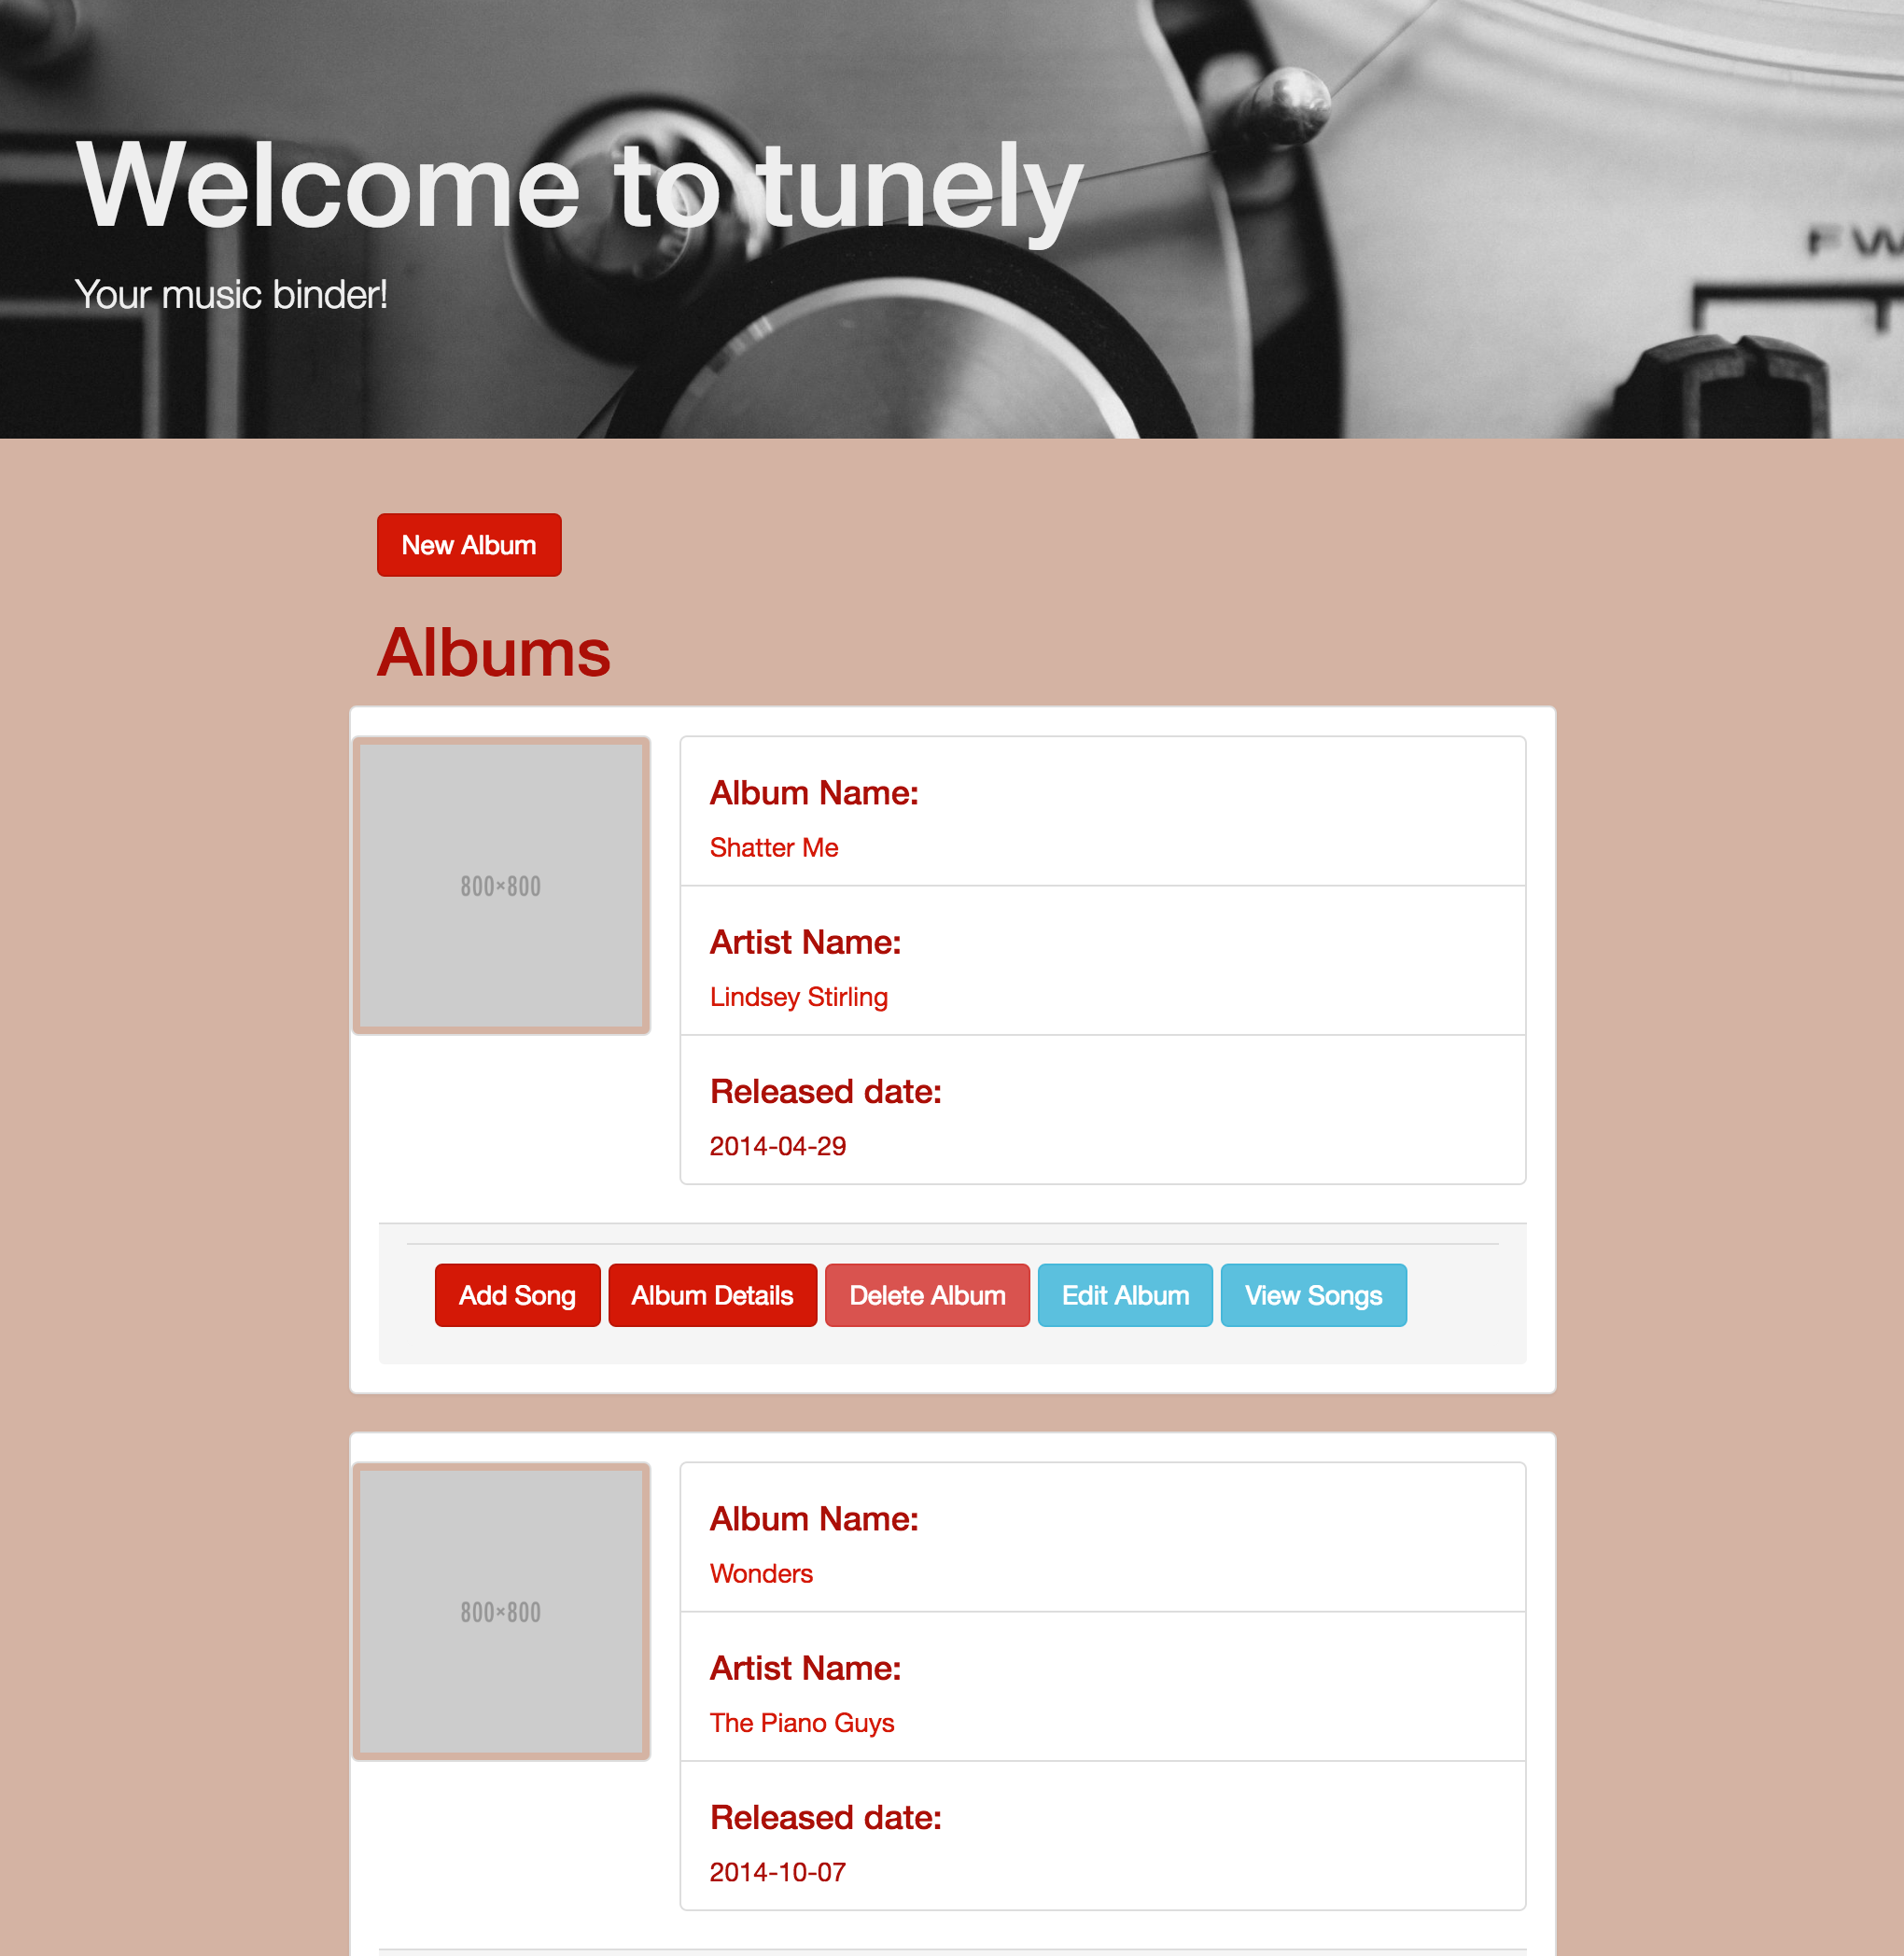 Welcome to tunely
Your music binder!
FW
New Album
Albums
800×800
Album Name:
Shatter Me
Artist Name:
Lindsey Stirling
Released date:
2014-04-29
Add Song Album Details Delete Album Edit Album View Songs
800×800
Album Name:
Wonders
Artist Name:
The Piano Guys
Released date:
2014-10-07